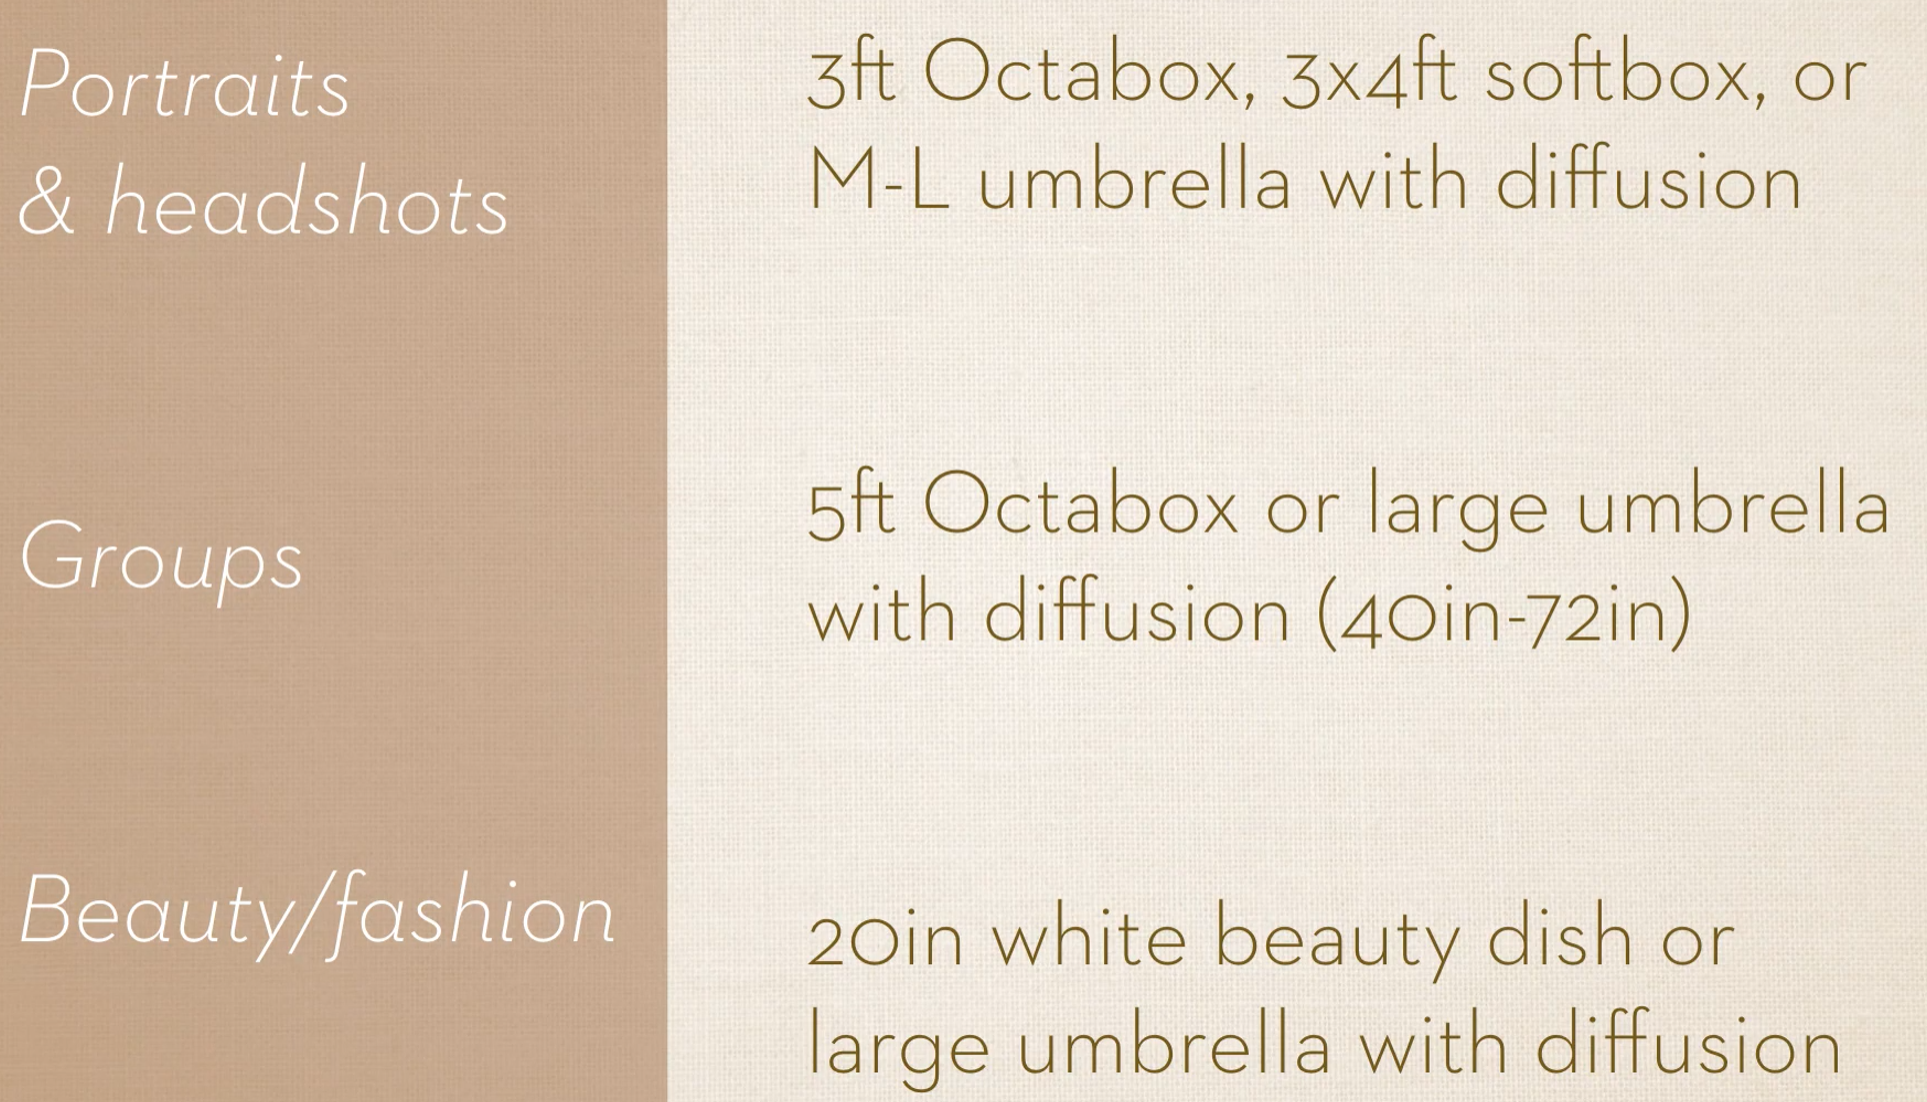 Portraits
& headshots
3ft Octabox, 3x4ft softbox, or
M-L umbrella with diffusion
Groups
5ft Octabox or large umbrella
with diffusion (40in-72in)
Beauty/fashion
20in white beauty dish or
large umbrella with diffusion